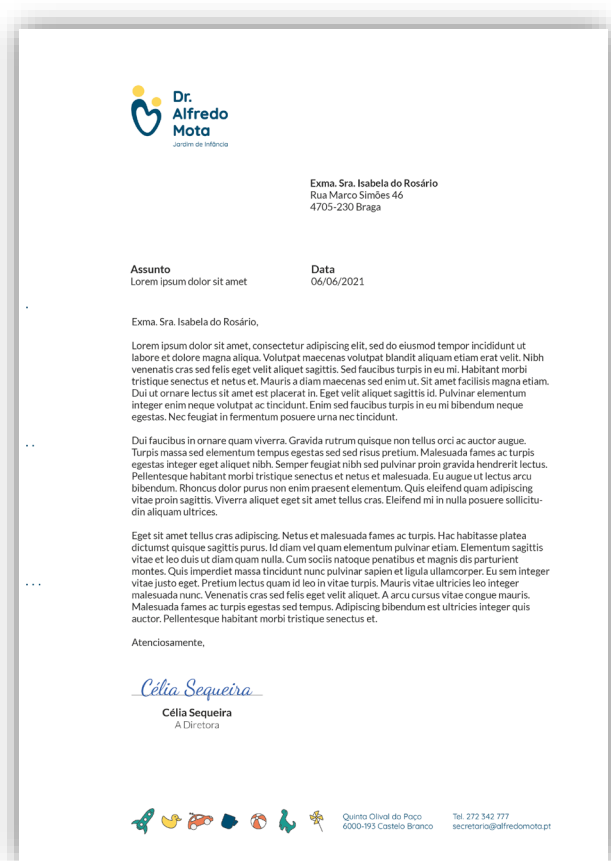 Dr.
Alfredo
Mota
Jardim de Infância
Exma. Sra. Isabela do Rosário
Rua Marco Simões 46
4705-230 Braga
Assunto
Lorem ipsum dolor sit amet
Data
06/06/2021
Exma. Sra. Isabela do Rosário,
Lorem ipsum dolor sit amet, consectetur adipiscing elit, sed do eiusmod tempor incididunt ut
labore et dolore magna aliqua. Volutpat maecenas volutpat blandit aliquam etiam erat velit. Nibh
venenatis cras sed felis eget velit aliquet sagittis. Sed faucibus turpis in eu mi. Habitant morbi
tristique senectus et netus et. Mauris a diam maecenas sed enim ut. Sit amet facilisis magna etiam.
Dui ut ornare lectus sit amet est placerat in. Eget velit aliquet sagittis id. Pulvinar elementum
integer enim neque volutpat ac tincidunt. Enim sed faucibus turpis in eu mi bibendum neque
egestas. Nec feugiat in fermentum posuere urna nec tincidunt.
Dui faucibus in ornare quam viverra. Gravida rutrum quisque non tellus orci ac auctor augue.
Turpis massa sed elementum tempus egestas sed sed risus pretium. Malesuada fames ac turpis
egestas integer eget aliquet nibh. Semper feugiat nibh sed pulvinar proin gravida hendrerit lectus.
Pellentesque habitant morbi tristique senectus et netus et malesuada. Eu augue ut lectus arcu
bibendum. Rhoncus dolor purus non enim praesent elementum. Quis eleifend quam adipiscing
vitae proin sagittis. Viverra aliquet eget sit amet tellus cras. Eleifend mi in nulla posuere sollicitu-
din aliquam ultrices.
Eget sit amet tellus cras adipiscing. Netus et malesuada fames ac turpis. Hac habitasse platea
dictumst quisque sagittis purus. Id diam vel quam elementum pulvinar etiam. Elementum sagittis
vitae et leo duis ut diam quam nulla. Cum sociis natoque penatibus et magnis dis parturient
montes. Quis imperdiet massa tincidunt nunc pulvinar sapien et ligula ullamcorper. Eu sem integer
vitae justo eget. Pretium lectus quam id leo in vitae turpis. Mauris vitae ultricies leo integer
malesuada nunc. Venenatis cras sed felis eget velit aliquet. A arcu cursus vitae congue mauris.
Malesuada fames ac turpis egestas sed tempus. Adipiscing bibendum est ultricies integer quis
auctor. Pellentesque habitant morbi tristique senectus et.
Atenciosamente,
Célia Sequeira
Célia Sequeira
A Diretora
Quinta Olival do Paço
6000-193 Castelo Branco
Tel. 272 342 777
secretaria@alfredomota.pt